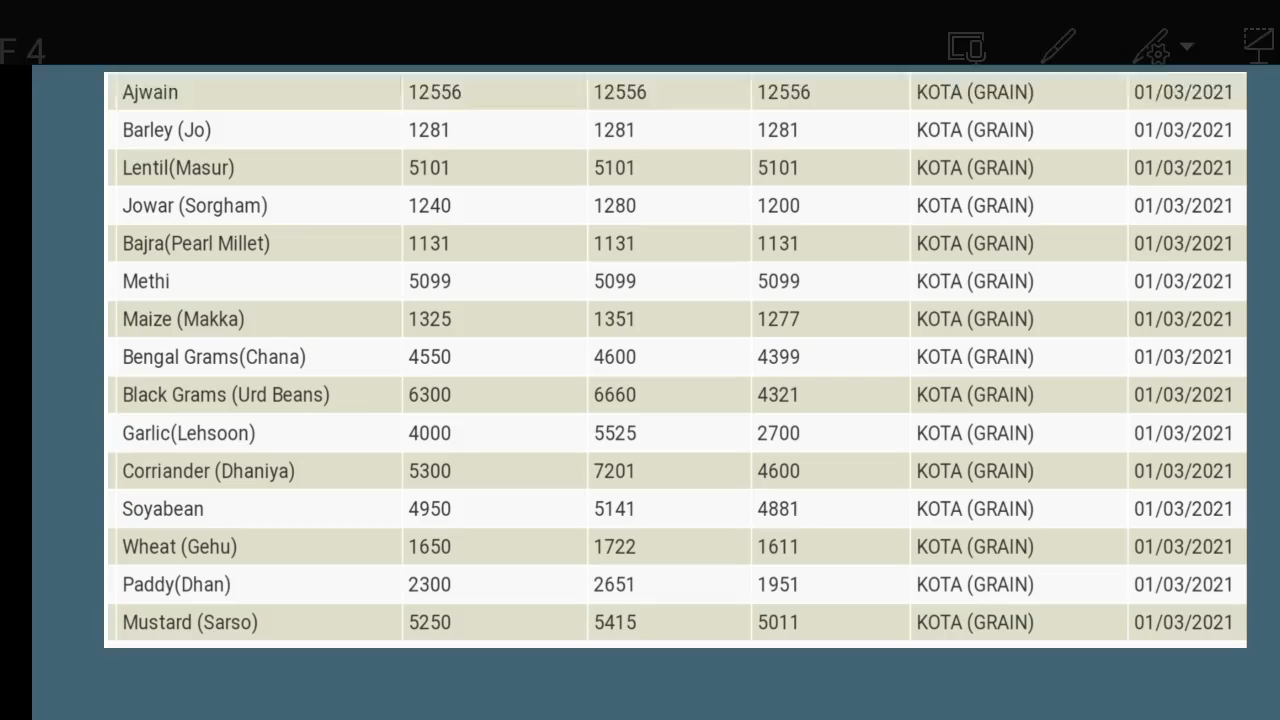 F 4
Ajwain 12556 12556 12556 KOTA (GRAIN) 01/03/2021
Barley (Jo) 1281 1281 1281 KOTA (GRAIN) 01/03/2021
Lentil(Masur) 5101 5101 5101 KOTA (GRAIN) 01/03/2021
Jowar (Sorgham) 1240 1280 1200 KOTA (GRAIN) 01/03/2021
Bajra(Pearl Millet) 1131 1131 1131 KOTA (GRAIN) 01/03/2021
Methi 5099 5099 5099 KOTA (GRAIN) 01/03/2021
Maize (Makka) 1325 1351 1277 KOTA (GRAIN) 01/03/2021
Bengal Grams(Chana) 4550 4600 4399 KOTA (GRAIN) 01/03/2021
Black Grams (Urd Beans) 6300 6660 4321 KOTA (GRAIN) 01/03/2021
Garlic(Lehsoon) 4000 5525 2700 KOTA (GRAIN) 01/03/2021
Corriander (Dhaniya) 5300 7201 4600 KOTA (GRAIN) 01/03/2021
Soyabean 4950 5141 4881 KOTA (GRAIN) 01/03/2021
Wheat (Gehu) 1650 1722 1611 KOTA (GRAIN) 01/03/2021
Paddy(Dhan) 2300 2651 1951 KOTA (GRAIN) 01/03/2021
Mustard (Sarso) 5250 5415 5011 KOTA (GRAIN) 01/03/2021